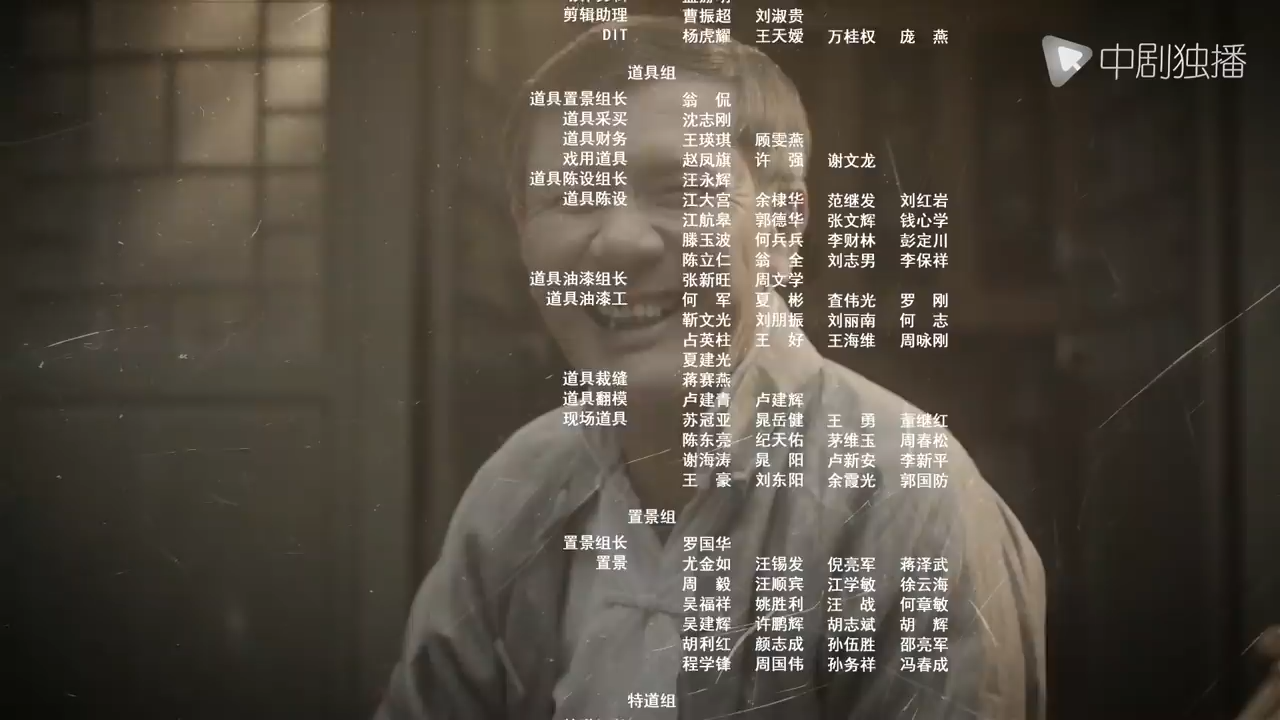 剪辑助理 曹振超 刘淑贵
DIT 杨虎耀 王天嫒 万桂权 庞 燕
中剧独播
道具组
道具置景组长 翁 侃
道具采买 沈志刚
道具财务 王瑛琪 顾雯燕
戏用道具 赵凤旗 许 强 谢文龙
道具陈设组长 汪永辉
道具陈设 江大宫 余棣华 范继发 刘红岩
江航皋 郭德华 张文辉 钱心学
滕玉波 何兵兵 李财林 彭定川
陈立仁 翁 全 刘志男 李保祥
道具油漆组长 张新旺 周文学
道具油漆工 何 军 夏 彬 查伟光 罗 刚
靳文光 刘朋振 刘丽南 何 志
占英柱 王 好 王海维 周咏刚
夏建光
道具裁缝 蒋赛燕
道具翻模 卢建青 卢建辉
现场道具 苏冠亚 晁岳健 王 勇 董继红
陈东亮 纪天佑 茅维玉 周春松
谢海涛 晁 阳 卢新安 李新平
王 豪 刘东阳 余霞光 郭国防
置景组
置景组长 罗国华
置景 尤金如 汪锡发 倪亮军 蒋泽武
周 毅 汪顺宾 江学敏 徐云海
吴福祥 姚胜利 汪 战 何章敏
吴建辉 许鹏辉 胡志斌 胡 辉
胡利红 颜志成 孙伍胜 邵亮军
程学锋 周国伟 孙务祥 冯春成
特道组